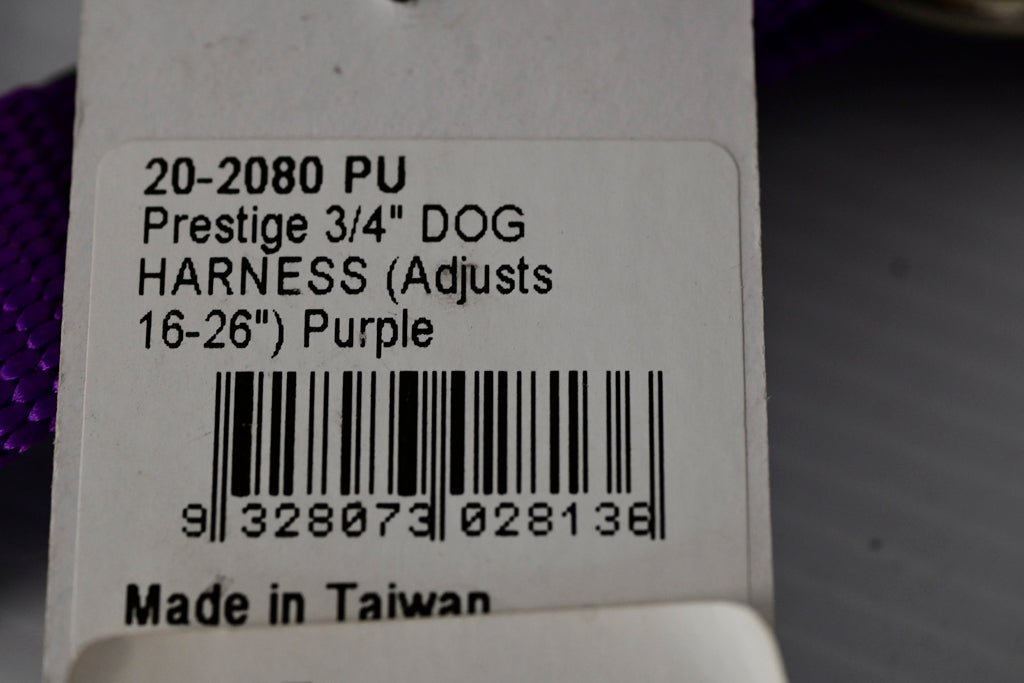 20-2080 PU
Prestige 3/4" DOG
HARNESS (Adjusts
16-26") Purple
9 328073 028136
Made in Taiwan